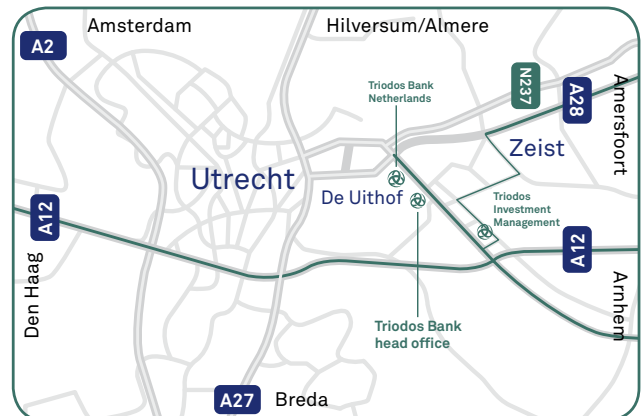 Amsterdam
Hilversum/Almere
A2
Triodos Bank
Netherlands
N237
A28
Amersfoort
Zeist
Utrecht
De Uithof
Triodos
Investment
Management
A12
Den Haag
A12
Arnhem
Triodos Bank
head office
A27
Breda